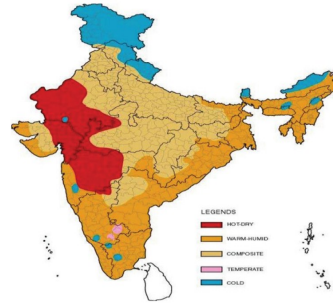 LEGENDS
HOT-DRY
WARM-HUMID
COMPOSITE
TEMPERATE
COLD